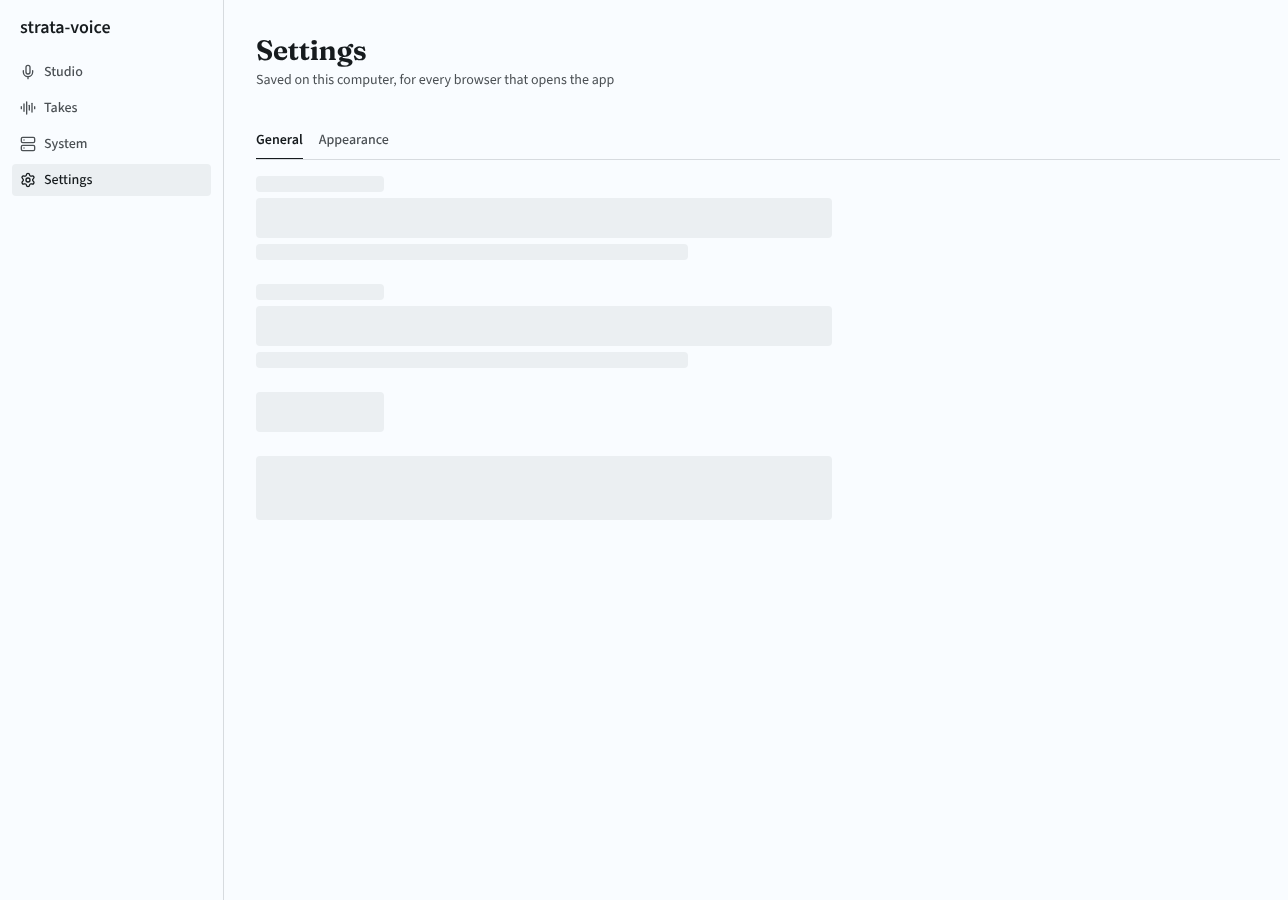 strata-voice
Studio
Takes
System
Settings
Settings
Saved on this computer, for every browser that opens the app
General
Appearance